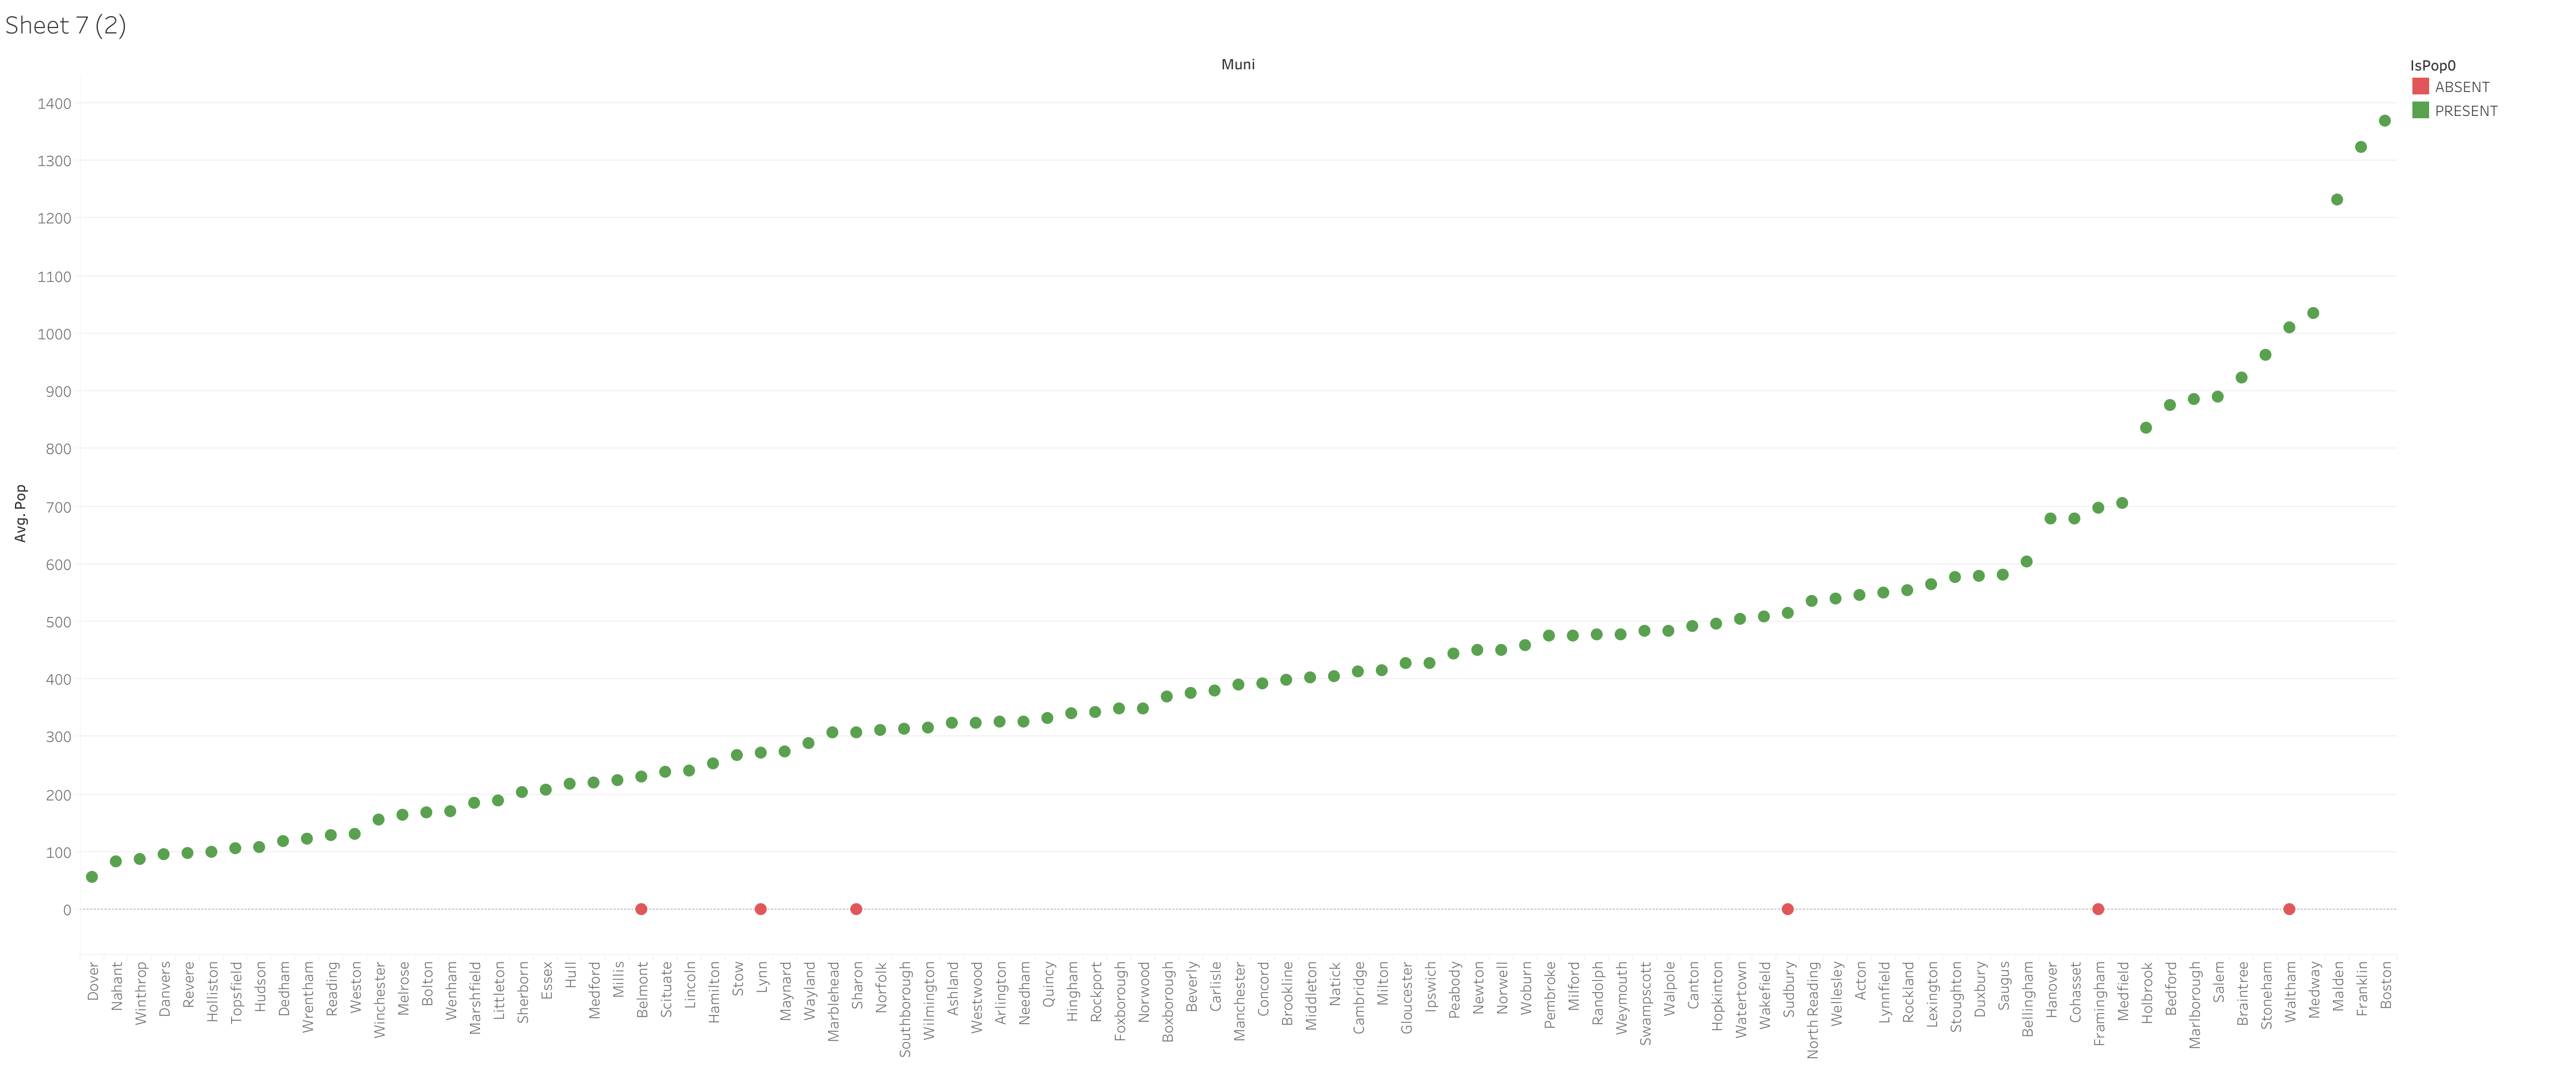 Sheet 7 (2)
Muni
IsPop0
ABSENT
PRESENT
Avg. Pop
1400
1300
1200
1100
1000
900
800
700
600
500
400
300
200
100
0
Dover
Nahant
Winthrop
Danvers
Revere
Holliston
Topsfield
Hudson
Dedham
Wrentham
Reading
Weston
Winchester
Melrose
Bolton
Wenham
Marshfield
Littleton
Sherborn
Essex
Hull
Medford
Millis
Belmont
Scituate
Lincoln
Hamilton
Stow
Lynn
Maynard
Wayland
Marblehead
Sharon
Norfolk
Southborough
Wilmington
Ashland
Westwood
Arlington
Needham
Quincy
Hingham
Rockport
Foxborough
Norwood
Boxborough
Beverly
Carlisle
Manchester
Concord
Brookline
Middleton
Natick
Cambridge
Milton
Gloucester
Ipswich
Peabody
Newton
Norwell
Woburn
Pembroke
Milford
Randolph
Weymouth
Swampscott
Walpole
Canton
Hopkinton
Watertown
Wakefield
Sudbury
North Reading
Wellesley
Acton
Lynnfield
Rockland
Lexington
Stoughton
Duxbury
Saugus
Bellingham
Hanover
Cohasset
Framingham
Medfield
Holbrook
Bedford
Marlborough
Salem
Braintree
Stoneham
Waltham
Medway
Malden
Franklin
Boston